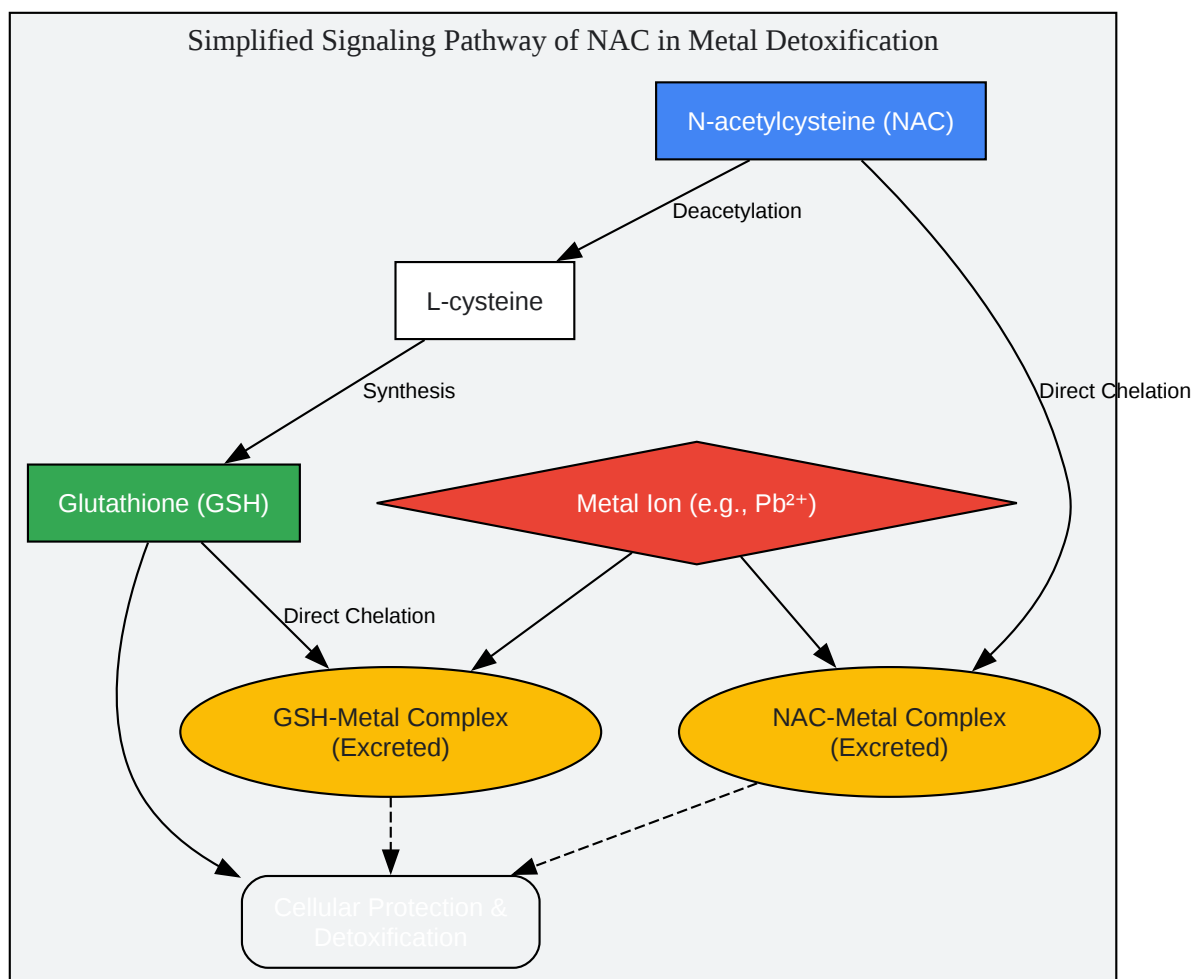 Simplified Signaling Pathway of NAC in Metal Detoxification
N-acetylcysteine (NAC)
Deacetylation
L-cysteine
Synthesis
Direct Chelation
Glutathione (GSH)
Metal Ion (e.g., Pb²⁺)
Direct Chelation
GSH-Metal Complex
(Excreted)
NAC-Metal Complex
(Excreted)
Cellular Protection &
Detoxification